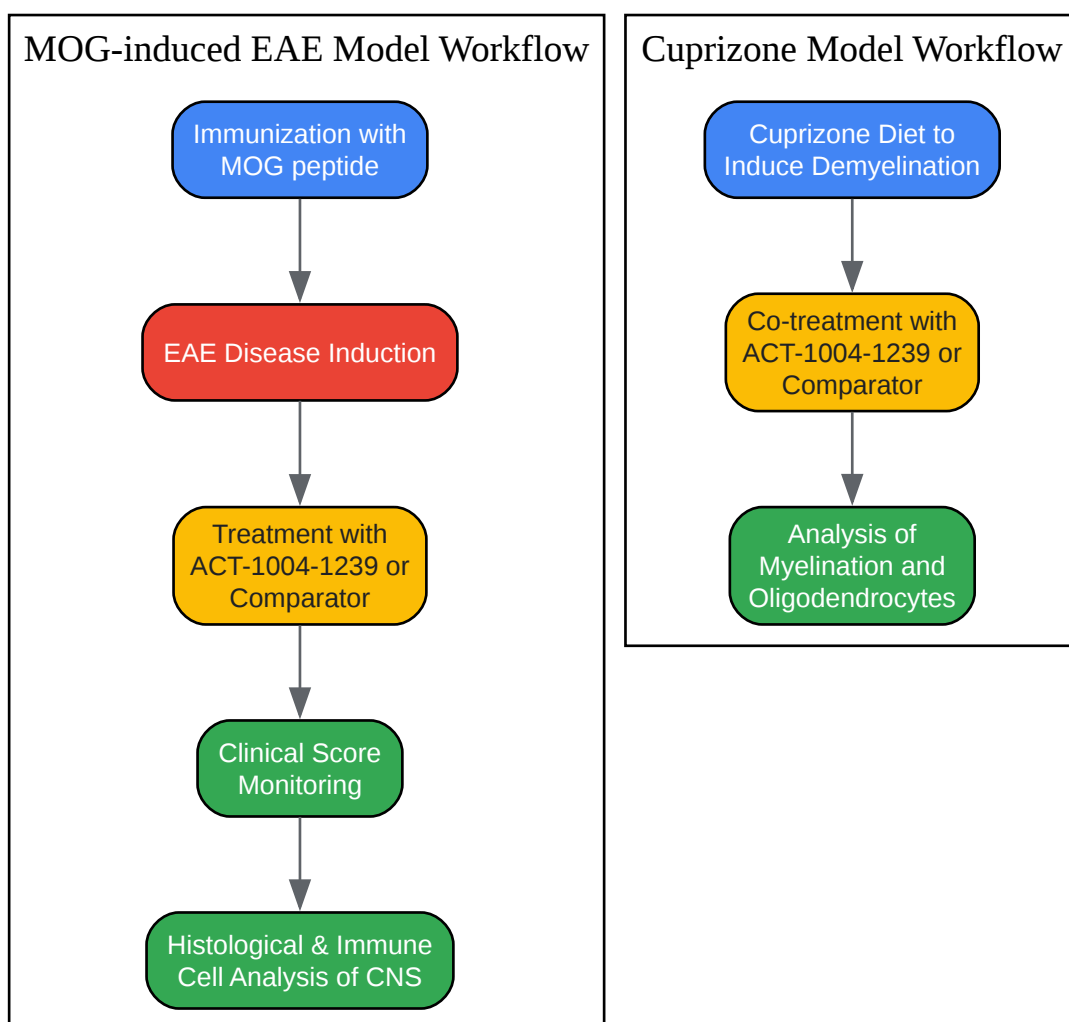 MOG-induced EAE Model Workflow
Immunization with
MOG peptide
EAE Disease Induction
Treatment with
ACT-1004-1239 or
Comparator
Clinical Score
Monitoring
Histological & Immune
Cell Analysis of CNS
Cuprizone Model Workflow
Cuprizone Diet to
Induce Demyelination
Co-treatment with
ACT-1004-1239 or
Comparator
Analysis of
Myelination and
Oligodendrocytes